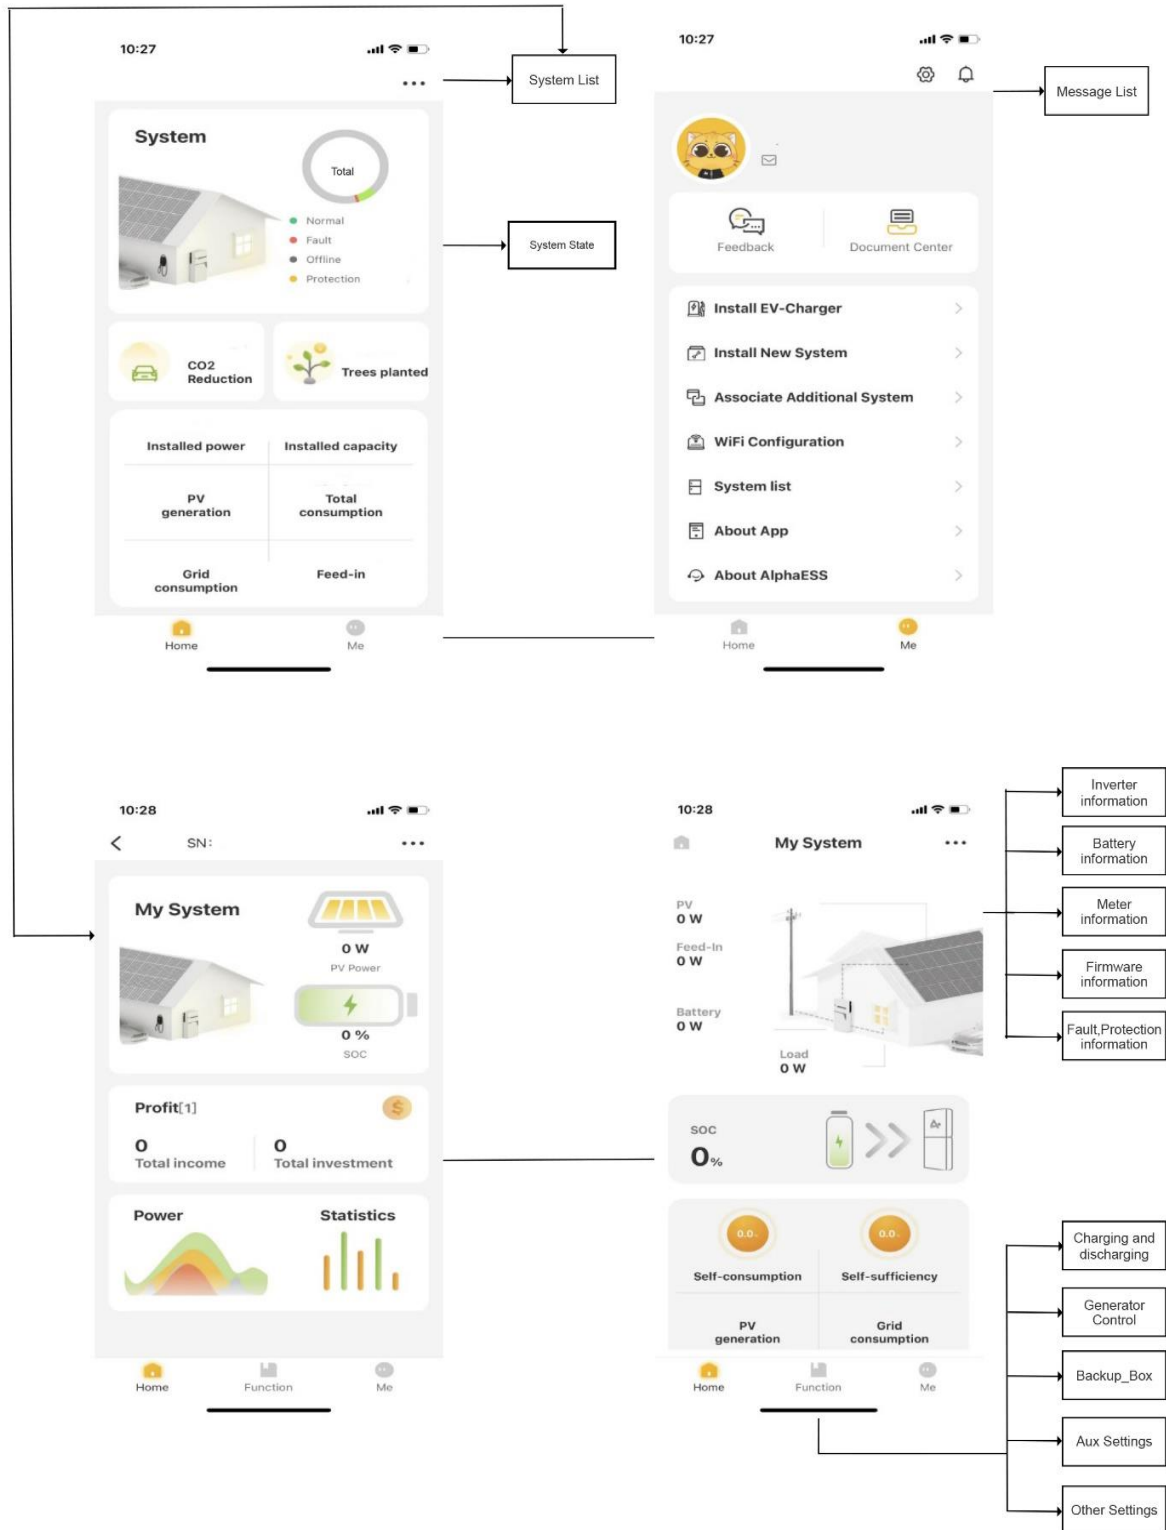 10:27
System List
System
Total
Normal
Fault
Offline
Protection
System State
CO2
Reduction
Trees planted
Installed power
Installed capacity
PV
generation
Total
consumption
Grid
consumption
Feed-in
Home
Me
10:27
Message List
Feedback
Document Center
Install EV-Charger
Install New System
Associate Additional System
WiFi Configuration
System list
About App
About AlphaESS
Home
Me
10:28
SN:
My System
0 W
PV Power
0 %
SOC
Profit[1]
0
Total income
0
Total investment
Power
Statistics
Home
Function
Me
10:28
My System
PV
0 W
Feed-In
0 W
Battery
0 W
Load
0 W
SOC
0%
0.0
Self-consumption
0.0
Self-sufficiency
PV
generation
Grid
consumption
Home
Function
Me
Inverter
information
Battery
information
Meter
information
Firmware
information
Fault,Protection
information
Charging and
discharging
Generator
Control
Backup_Box
Aux Settings
Other Settings